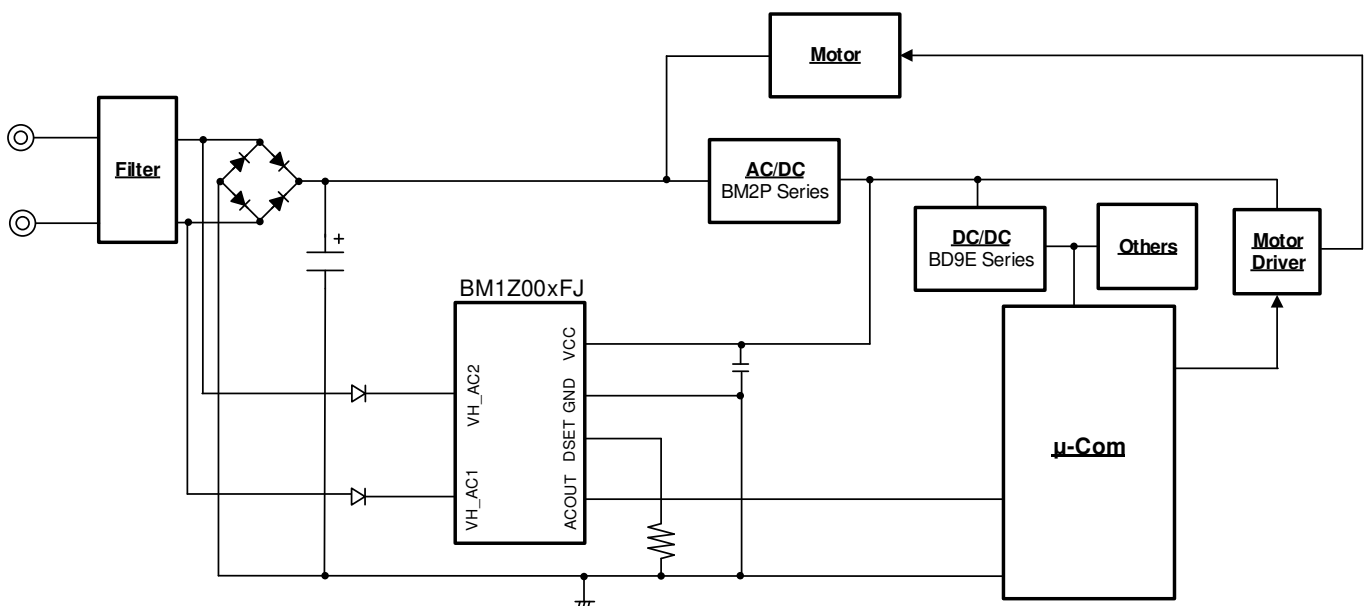 Motor
Filter
AC/DC
BM2P Series
DC/DC
BD9E Series
Others
Motor
Driver
+
BM1Z00xFJ
VH_AC2
VH_AC1
VCC
GND
DSET
ACOUT
µ-Com